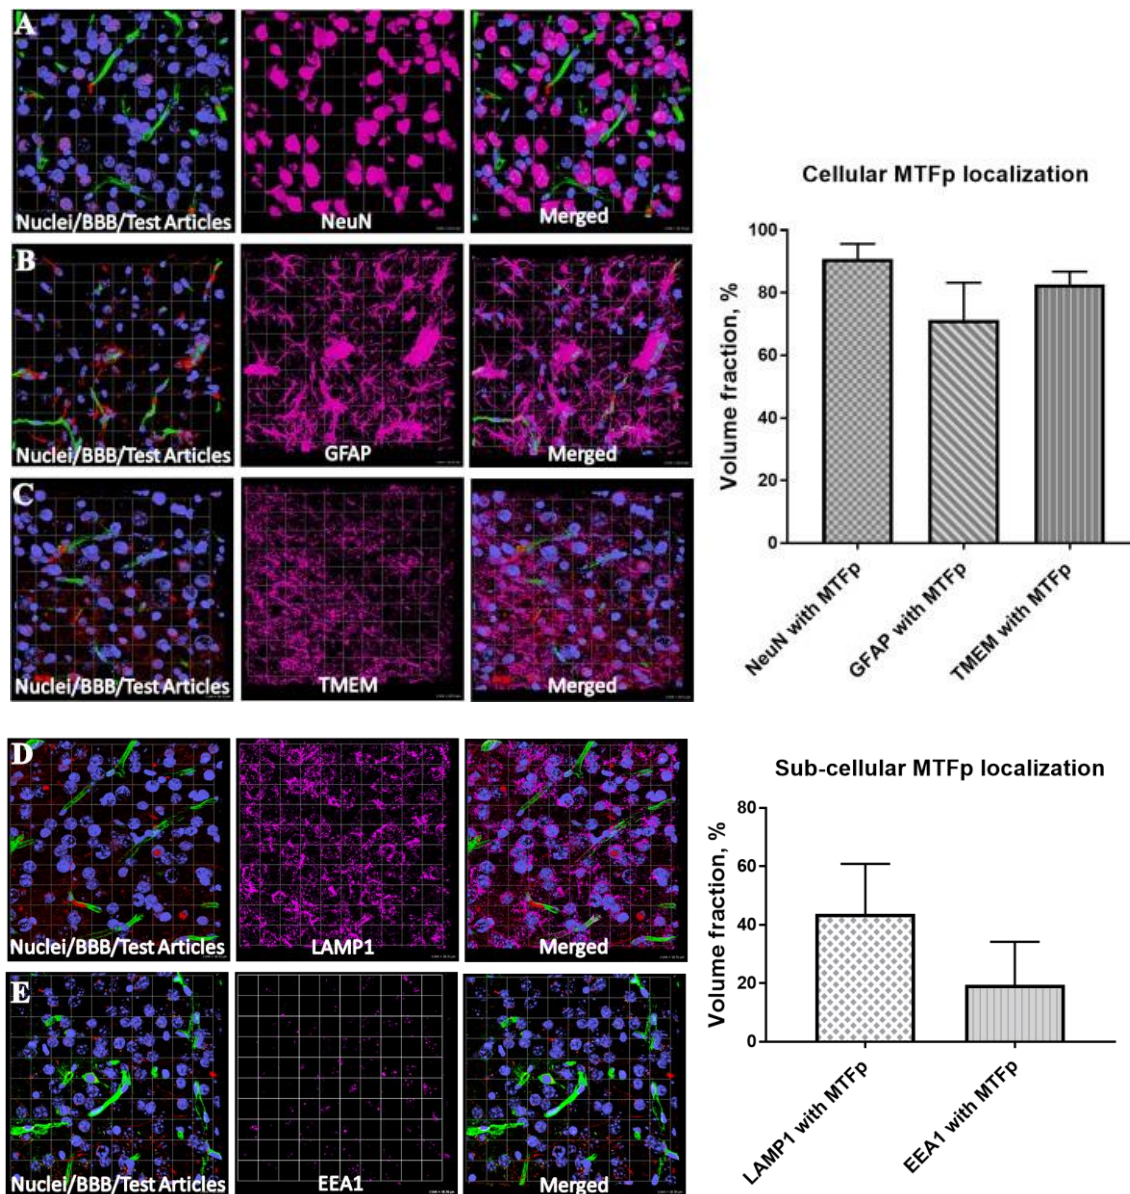 A
Nuclei/BBB/Test Articles
NeuN
Merged
B
Nuclei/BBB/Test Articles
GFAP
Merged
C
Nuclei/BBB/Test Articles
TMEM
Merged
Cellular MTFp localization
Volume fraction, %
100
80
60
40
20
0
NeuN with MTFp
GFAP with MTFp
TMEM with MTFp
D
Nuclei/BBB/Test Articles
LAMP1
Merged
E
Nuclei/BBB/Test Articles
EEA1
Merged
Sub-cellular MTFp localization
Volume fraction, %
80
60
40
20
0
LAMP1 with MTFp
EEA1 with MTFp